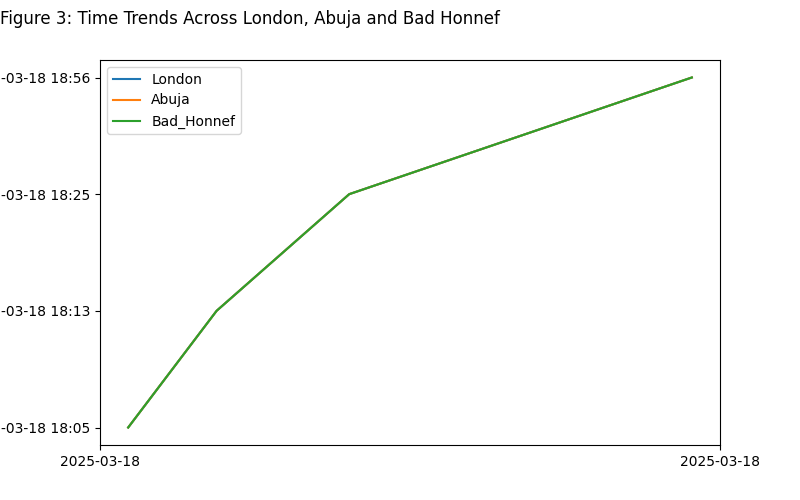 Figure 3: Time Trends Across London, Abuja and Bad Honnef
London
Abuja
Bad_Honnef
-03-18 18:56
-03-18 18:25
-03-18 18:13
-03-18 18:05
2025-03-18
2025-03-18